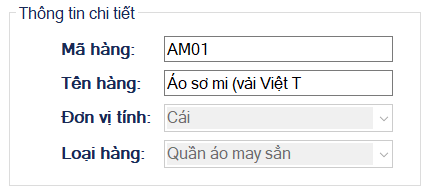 Thông tin chi tiết
Mã hàng: AM01
Tên hàng: Áo sơ mi (vải Việt T
Đơn vị tính: Cái
Loại hàng: Quần áo may sẳn